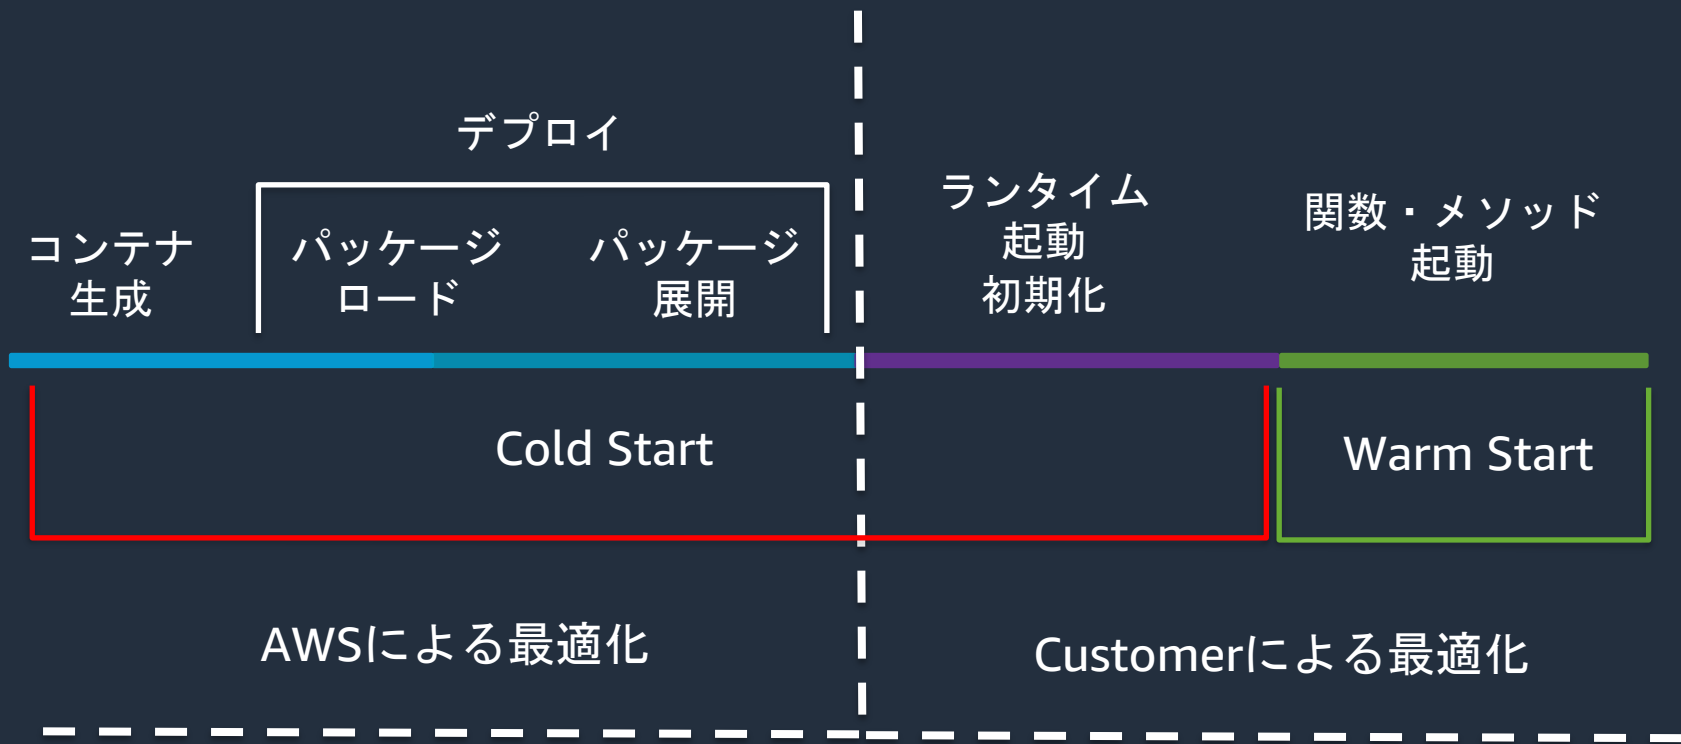 デプロイ
コンテナ
生成
パッケージ
ロード
パッケージ
展開
ランタイム
起動
初期化
関数・メソッド
起動
Cold Start
Warm Start
AWSによる最適化
Customerによる最適化